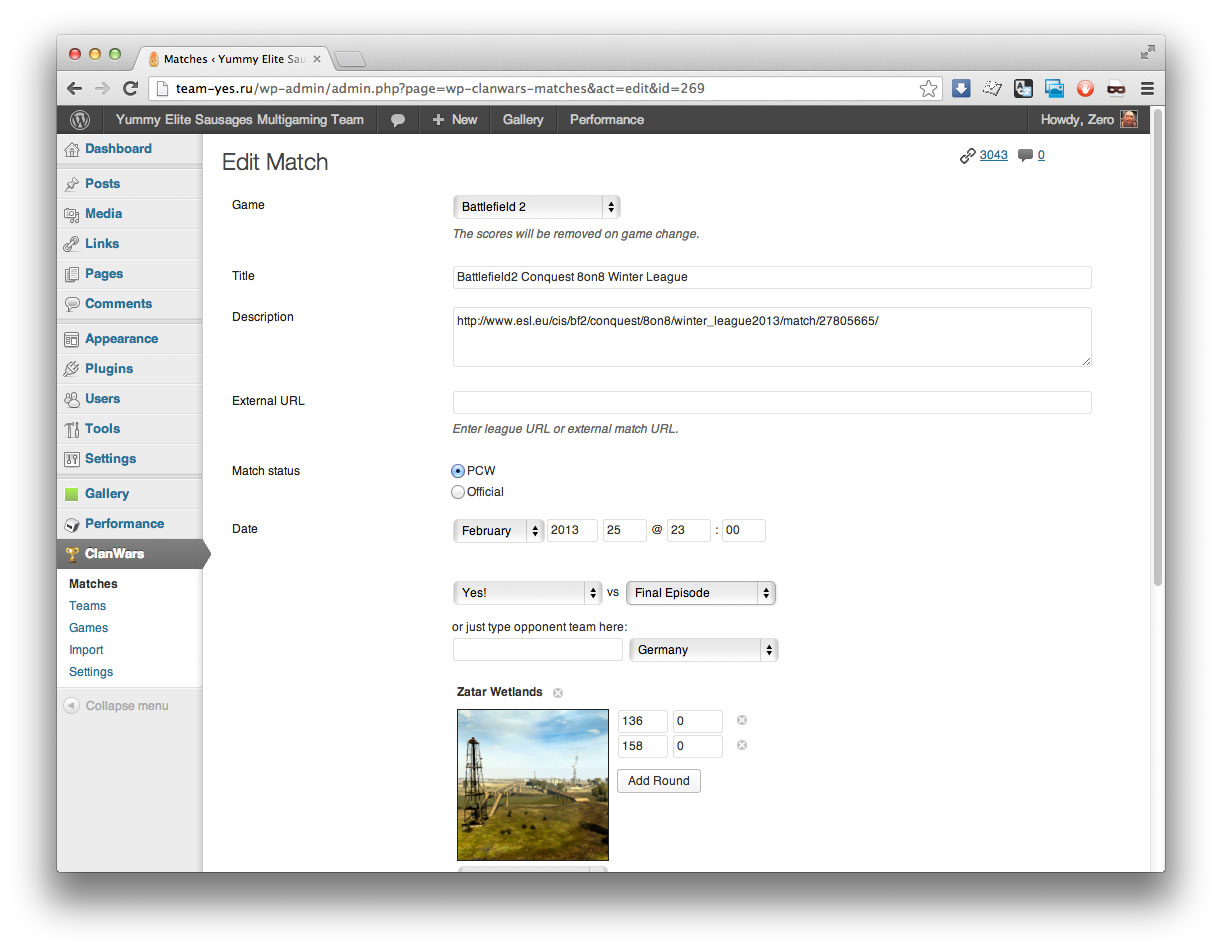 Matches ‹ Yummy Elite Sau
team-yes.ru/wp-admin/admin.php?page=wp-clanwars-matches&act=edit&id=269
Yummy Elite Sausages Multigaming Team
+ New
Gallery
Performance
Howdy, Zero
Dashboard
Posts
Media
Links
Pages
Comments
Appearance
Plugins
Users
Tools
Settings
Gallery
Performance
ClanWars
Matches
Teams
Games
Import
Settings
Collapse menu
Edit Match
3043
0
Game
Battlefield 2
The scores will be removed on game change.
Title
Battlefield2 Conquest 8on8 Winter League
Description
http://www.esl.eu/cis/bf2/conquest/8on8/winter_league2013/match/27805665/
External URL
Enter league URL or external match URL.
Match status
PCW
Official
Date
February 2013 25 @ 23 : 00
Yes! vs Final Episode
or just type opponent team here:
Germany
Zatar Wetlands
136 0
158 0
Add Round